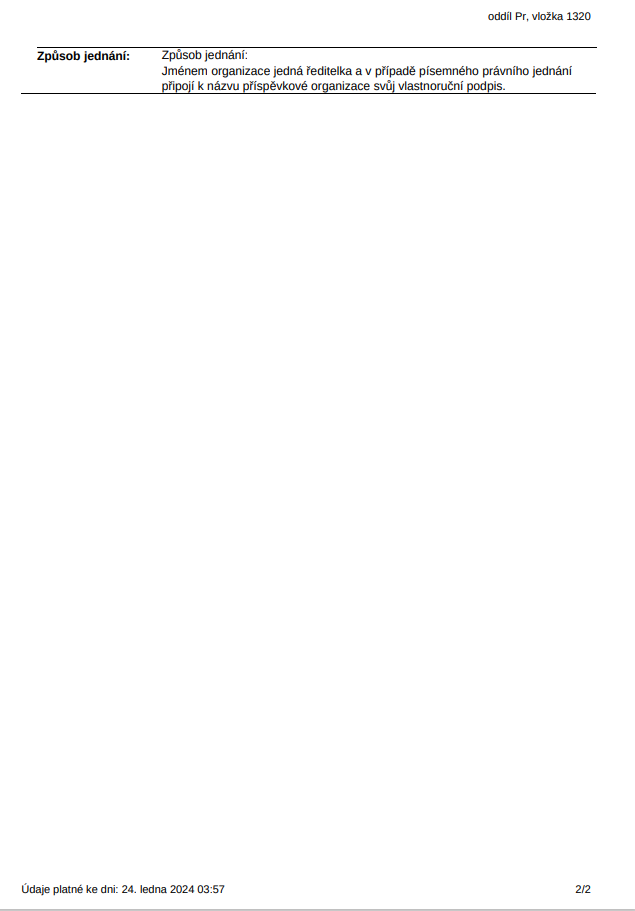 oddíl Pr, vložka 1320
Způsob jednání: Způsob jednání:
Jménem organizace jedná ředitelka a v případě písemného právního jednání
připojí k názvu příspěvkové organizace svůj vlastnoruční podpis.
Údaje platné ke dni: 24. ledna 2024 03:57 2/2